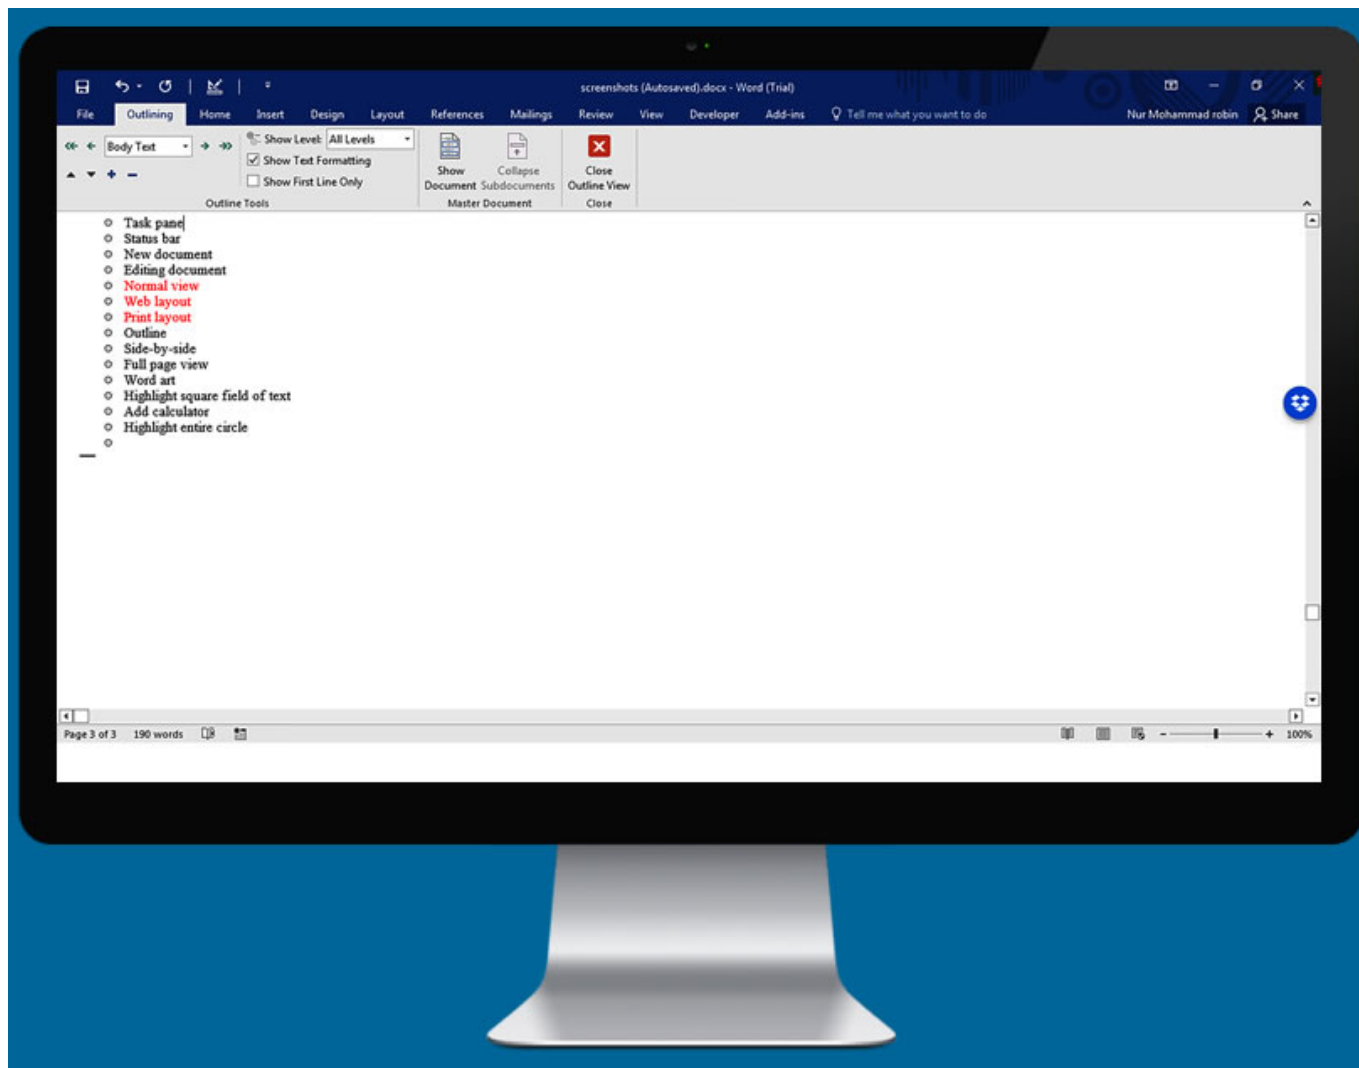 screenshots (Autosaved).docx - Word (Trial)
File Outlining Home Insert Design Layout References Mailings Review View Developer Add-ins Tell me what you want to do Nur Mohammad robin Share
Body Text
Show Level: All Levels
Show Text Formatting
Show First Line Only
Outline Tools
Show Document
Collapse Subdocuments
Master Document
Close Outline View
Close
Task pane
Status bar
New document
Editing document
Normal view
Web layout
Print layout
Outline
Side-by-side
Full page view
Word art
Highlight square field of text
Add calculator
Highlight entire circle
Page 3 of 3 190 words 100%